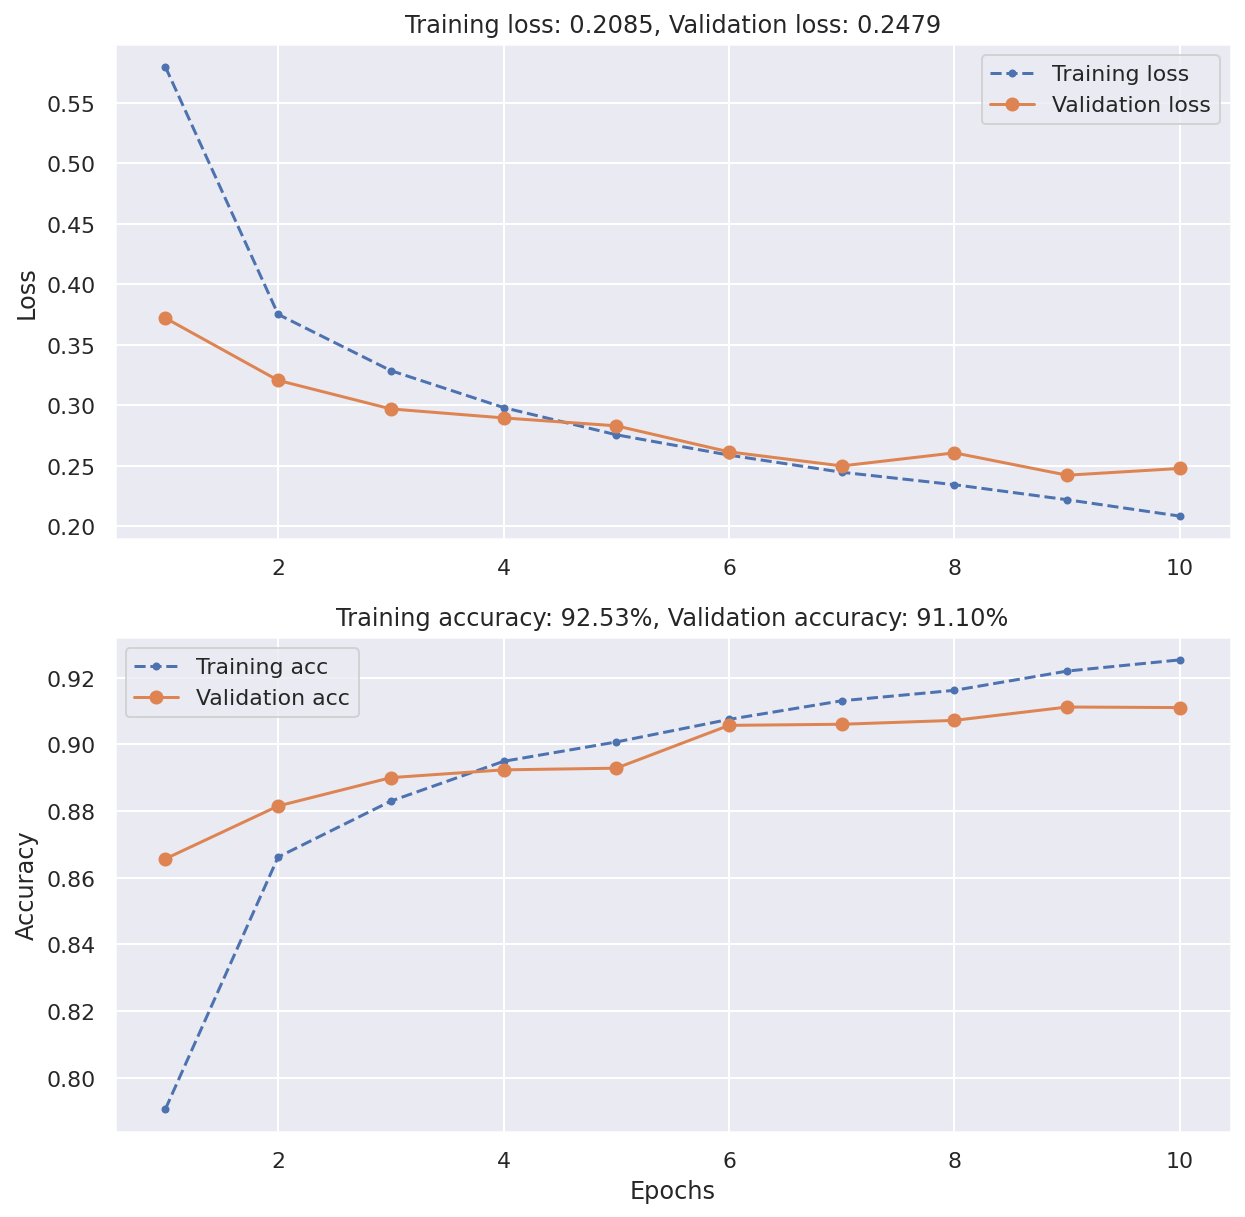 Training loss: 0.2085, Validation loss: 0.2479
Training loss
Validation loss
0.55
0.50
0.45
0.40
0.35
0.30
0.25
0.20
Loss
2 4 6 8 10
Training accuracy: 92.53%, Validation accuracy: 91.10%
Training acc
Validation acc
0.92
0.90
0.88
0.86
0.84
0.82
0.80
Accuracy
2 4 6 8 10
Epochs